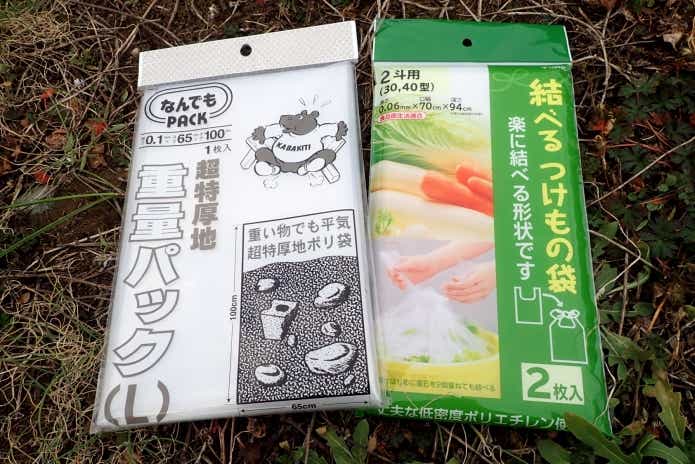 なんでも
PACK
0.1 65 100
1枚入
超特厚地
重量パック(L)
KABAKITI
重い物でも平気
超特厚地ポリ袋
100cm
65cm
2斗用
(30,40型)
0.06mm×70cm×94cm
結べるつけもの袋
楽に結べる形状です
2枚入
丈夫な低密度ポリエチレン使